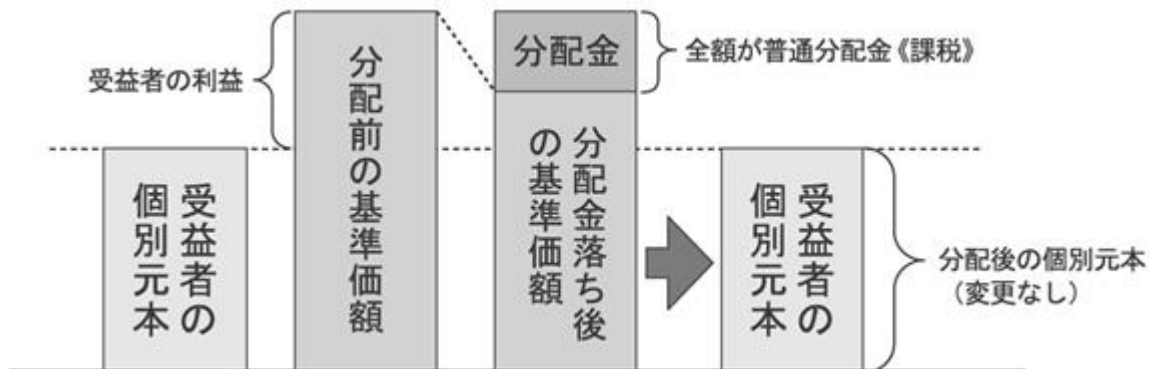 受益者の利益
受益者の
個別元本
分配前の基準価額
分配金
全額が普通分配金《課税》
分配金落ち後
の基準価額
受益者の
個別元本
分配後の個別元本
（変更なし）